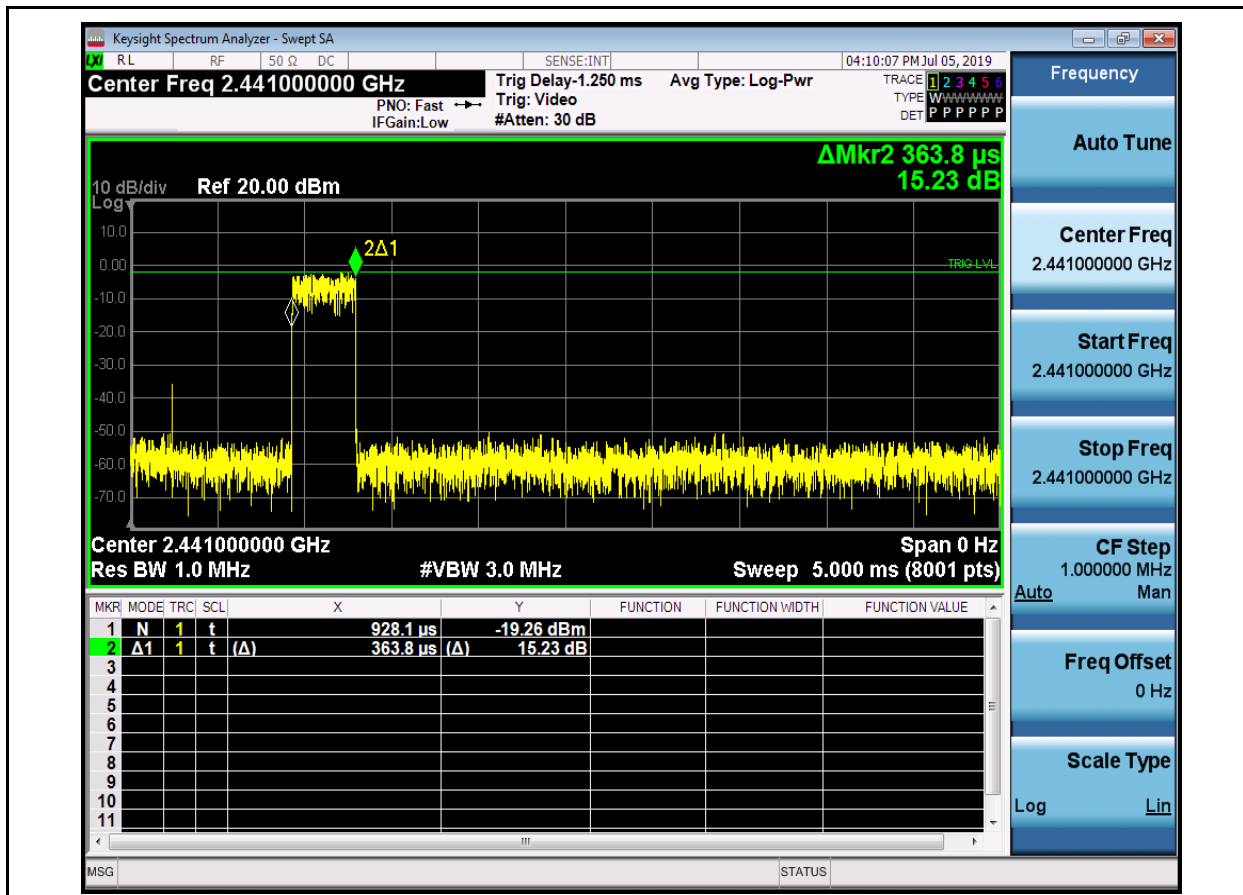 Keysight Spectrum Analyzer - Swept SA
LXI RL RF 50 Ω DC SENSE:INT 04:10:07 PM Jul 05, 2019
Center Freq 2.441000000 GHz
PNO: Fast
IFGain:Low
Trig Delay-1.250 ms
Trig: Video
#Atten: 30 dB
Avg Type: Log-Pwr
TRACE 1 2 3 4 5 6
TYPE WWWWWW
DET P P P P P P
ΔMkr2 363.8 µs
15.23 dB
10 dB/div Ref 20.00 dBm
Log
10.0
0.00
-10.0
-20.0
-30.0
-40.0
-50.0
-60.0
-70.0
2Δ1
TRIG LVL
Center 2.441000000 GHz Span 0 Hz
Res BW 1.0 MHz #VBW 3.0 MHz Sweep 5.000 ms (8001 pts)
MKR MODE TRC SCL X Y FUNCTION FUNCTION WIDTH FUNCTION VALUE
1 N 1 t 928.1 µs -19.26 dBm
2 Δ1 1 t (Δ) 363.8 µs (Δ) 15.23 dB
3
4
5
6
7
8
9
10
11
MSG STATUS
Frequency
Auto Tune
Center Freq
2.441000000 GHz
Start Freq
2.441000000 GHz
Stop Freq
2.441000000 GHz
CF Step
1.000000 MHz
Auto Man
Freq Offset
0 Hz
Scale Type
Log Lin